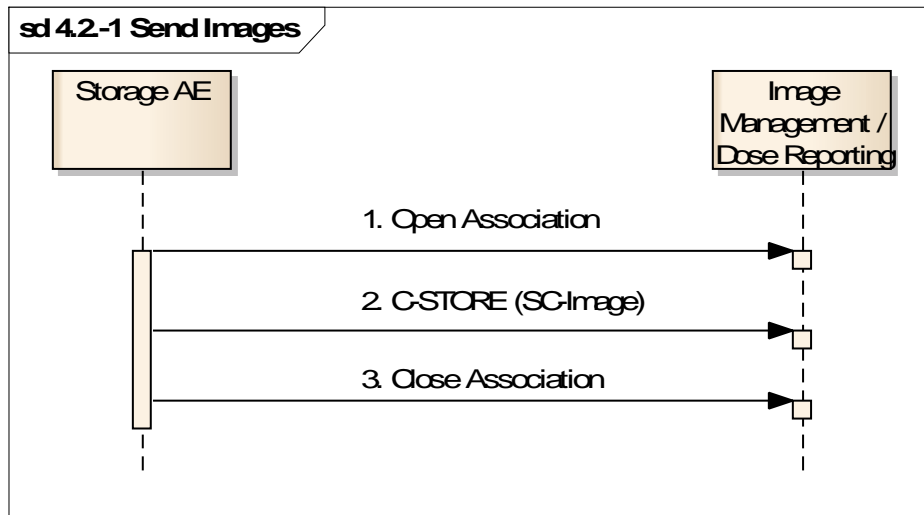 sd 4.2.-1 Send Images
Storage AE
Image
Management /
Dose Reporting
1. Open Association
2. C-STORE (SC-Image)
3. Close Association